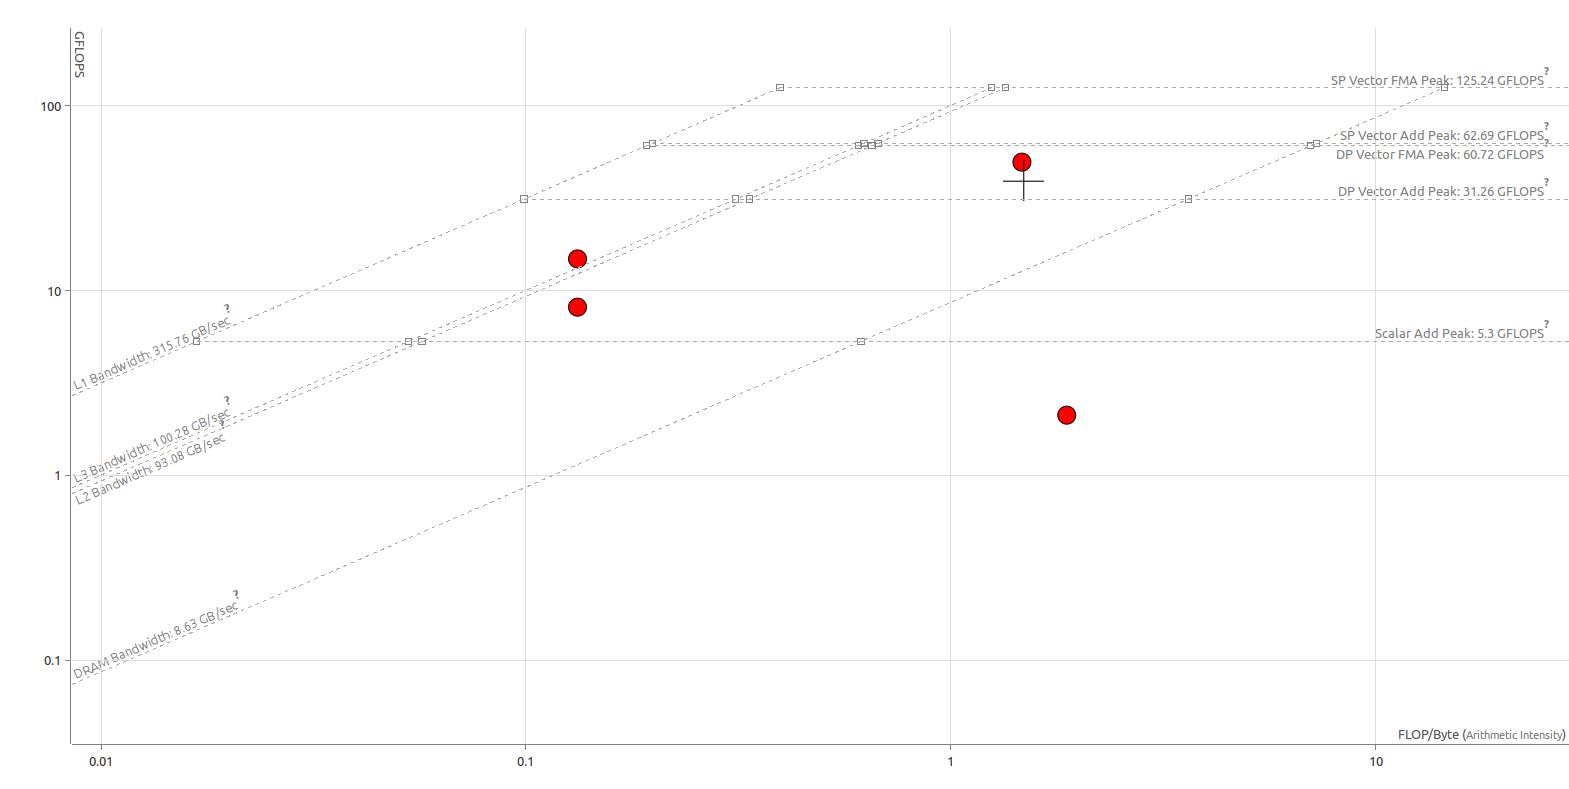 GFLOPS
100
10
1
0.1
SP Vector FMA Peak: 125.24 GFLOPS?
SP Vector Add Peak: 62.69 GFLOPS?
DP Vector FMA Peak: 60.72 GFLOPS?
DP Vector Add Peak: 31.26 GFLOPS?
Scalar Add Peak: 5.3 GFLOPS?
L1 Bandwidth: 315.76 GB/sec?
L3 Bandwidth: 100.28 GB/sec?
L2 Bandwidth: 93.08 GB/sec?
DRAM Bandwidth: 8.63 GB/sec?
FLOP/Byte (Arithmetic Intensity)
0.01
0.1
1
10